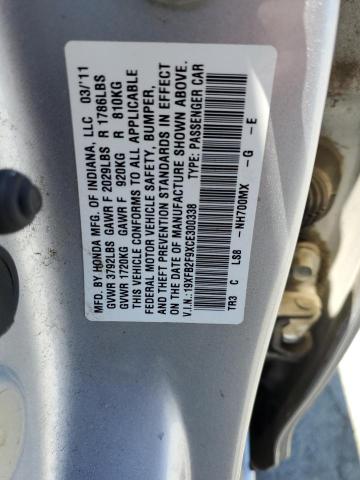 MFD. BY HONDA MFG. OF INDIANA, LLC 03/'11
GVWR 3792LBS GAWR F 2029LBS R 1786LBS
GVWR 1720KG GAWR F 920KG R 810KG
THIS VEHICLE CONFORMS TO ALL APPLICABLE
FEDERAL MOTOR VEHICLE SAFETY, BUMPER,
AND THEFT PREVENTION STANDARDS IN EFFECT
ON THE DATE OF MANUFACTURE SHOWN ABOVE.
V.I.N.:19XFB2F9XCE300338 TYPE: PASSENGER CAR
TR3 C LS8 -NH700MX -G -E